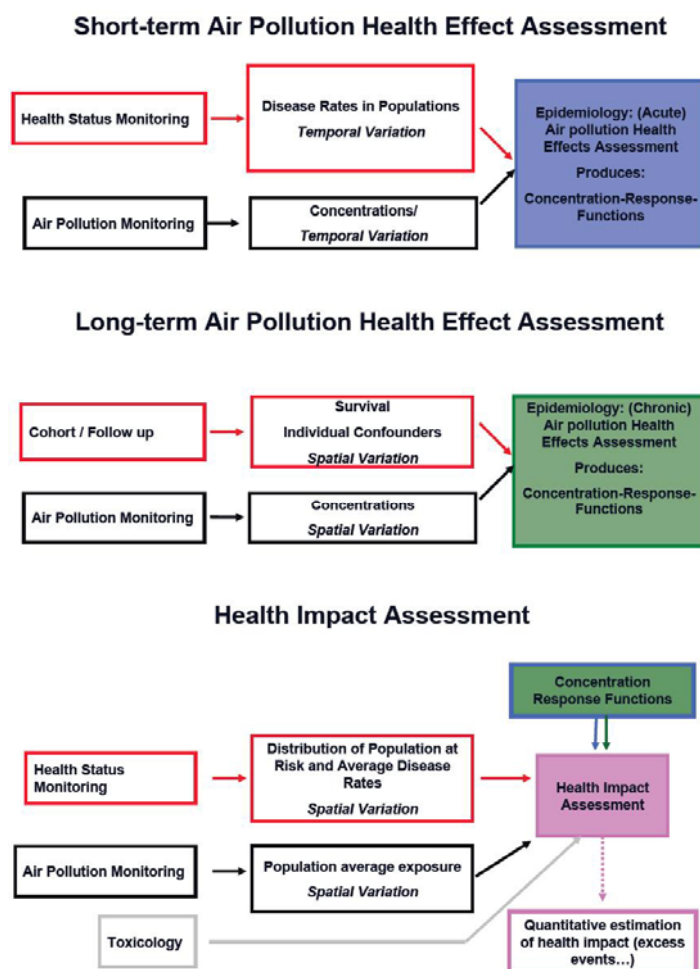 Short-term Air Pollution Health Effect Assessment
Health Status Monitoring
Disease Rates in Populations
Temporal Variation
Epidemiology: (Acute)
Air pollution Health
Effects Assessment
Produces:
Concentration-Response-
Functions
Air Pollution Monitoring
Concentrations/
Temporal Variation
Long-term Air Pollution Health Effect Assessment
Cohort / Follow up
Survival
Individual Confounders
Spatial Variation
Epidemiology: (Chronic)
Air pollution Health
Effects Assessment
Produces:
Concentration-Response-
Functions
Air Pollution Monitoring
Concentrations
Spatial Variation
Health Impact Assessment
Concentration
Response Functions
Health Status
Monitoring
Distribution of Population at
Risk and Average Disease
Rates
Spatial Variation
Health Impact
Assessment
Air Pollution Monitoring
Population average exposure
Spatial Variation
Toxicology
Quantitative estimation
of health impact (excess
events...)